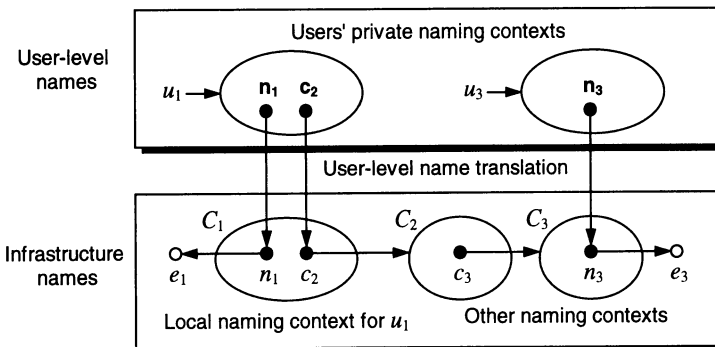 Users' private naming contexts
User-level
names
u1 n1 c2 u3 n3
User-level name translation
C1 C2 C3
Infrastructure
names
e1 n1 c2 c3 n3 e3
Local naming context for u1 Other naming contexts